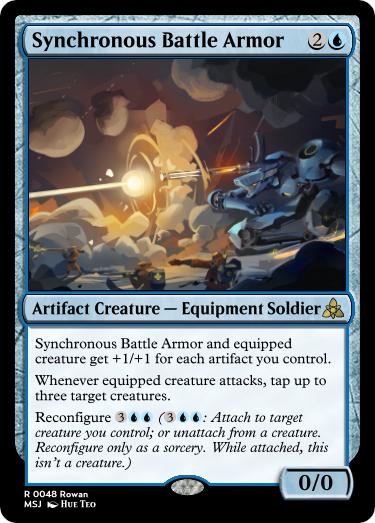 Synchronous Battle Armor 2
Artifact Creature — Equipment Soldier
Synchronous Battle Armor and equipped
creature get +1/+1 for each artifact you control.
Whenever equipped creature attacks, tap up to
three target creatures.
Reconfigure 3 (3: Attach to target
creature you control; or unattach from a creature.
Reconfigure only as a sorcery. While attached, this
isn't a creature.)
0/0
R 0048 Rowan
MSJ Hue Teo